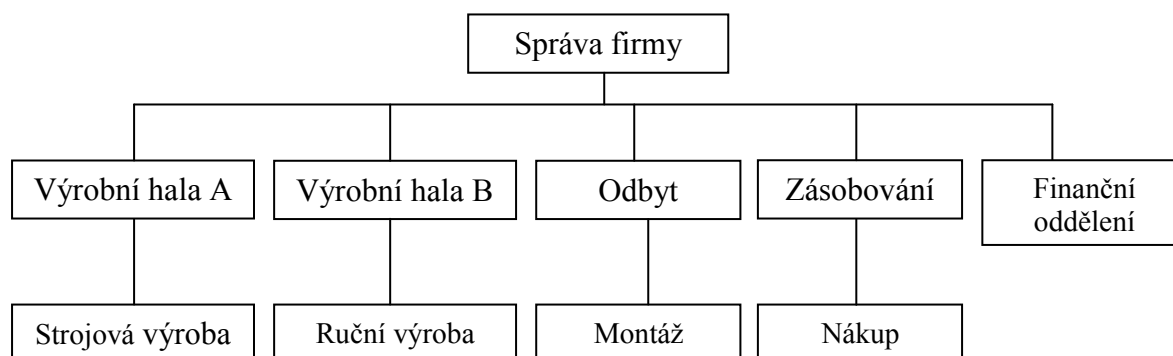 Správa firmy
Výrobní hala A
Výrobní hala B
Odbyt
Zásobování
Finanční
oddělení
Strojová výroba
Ruční výroba
Montáž
Nákup